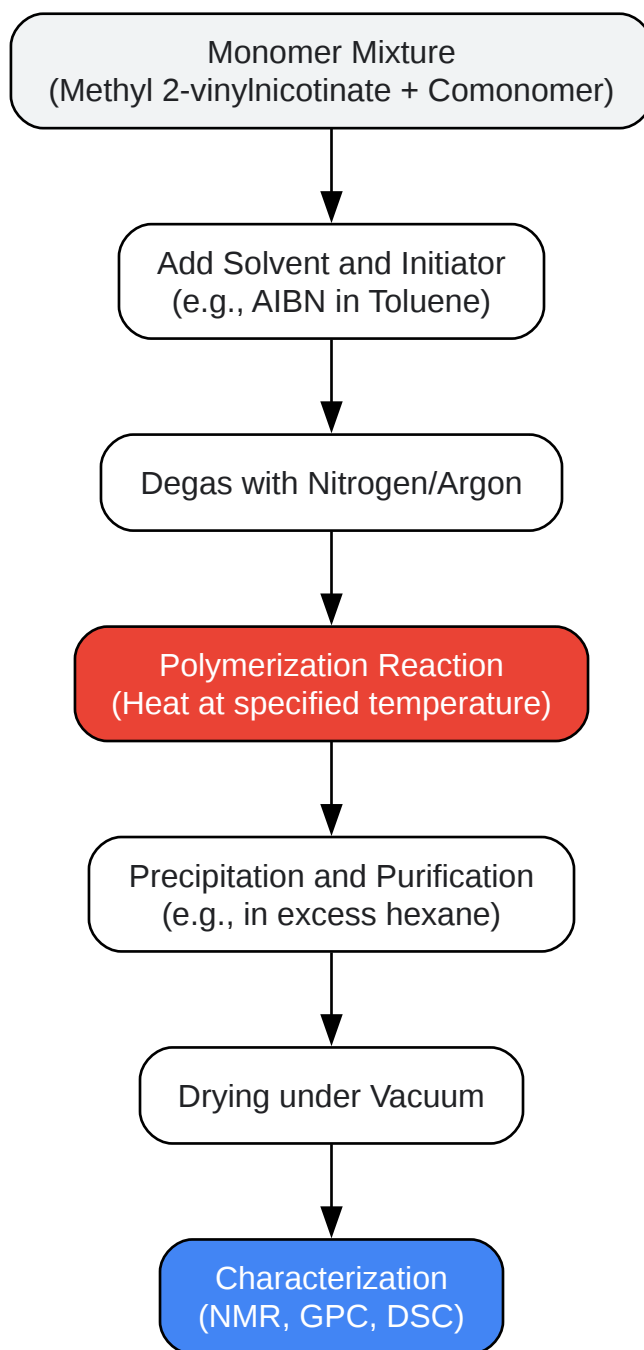 Monomer Mixture
(Methyl 2-vinylnicotinate + Comonomer)
Add Solvent and Initiator
(e.g., AIBN in Toluene)
Degas with Nitrogen/Argon
Polymerization Reaction
(Heat at specified temperature)
Precipitation and Purification
(e.g., in excess hexane)
Drying under Vacuum
Characterization
(NMR, GPC, DSC)